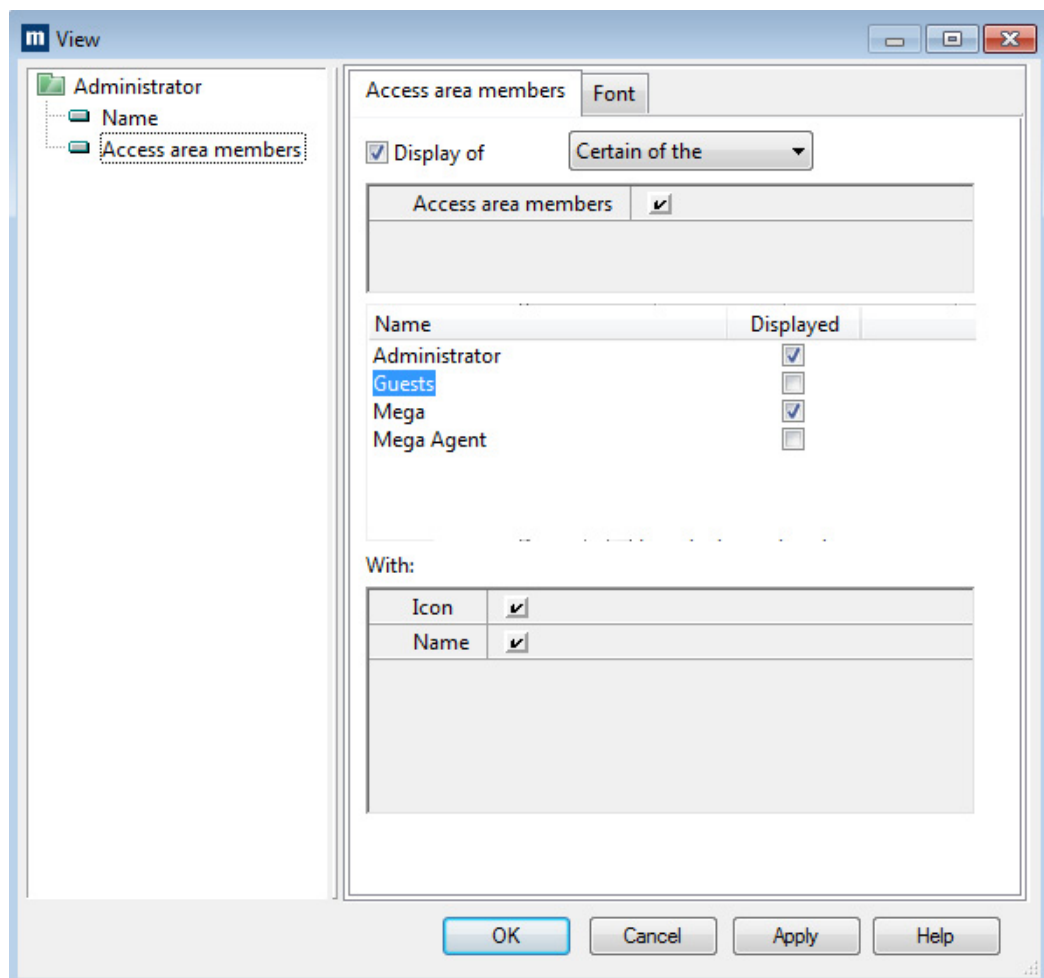 m View
Administrator
Name
Access area members
Access area members Font
Display of Certain of the
Access area members
Name Displayed
Administrator
Guests
Mega
Mega Agent
With:
Icon
Name
OK Cancel Apply Help